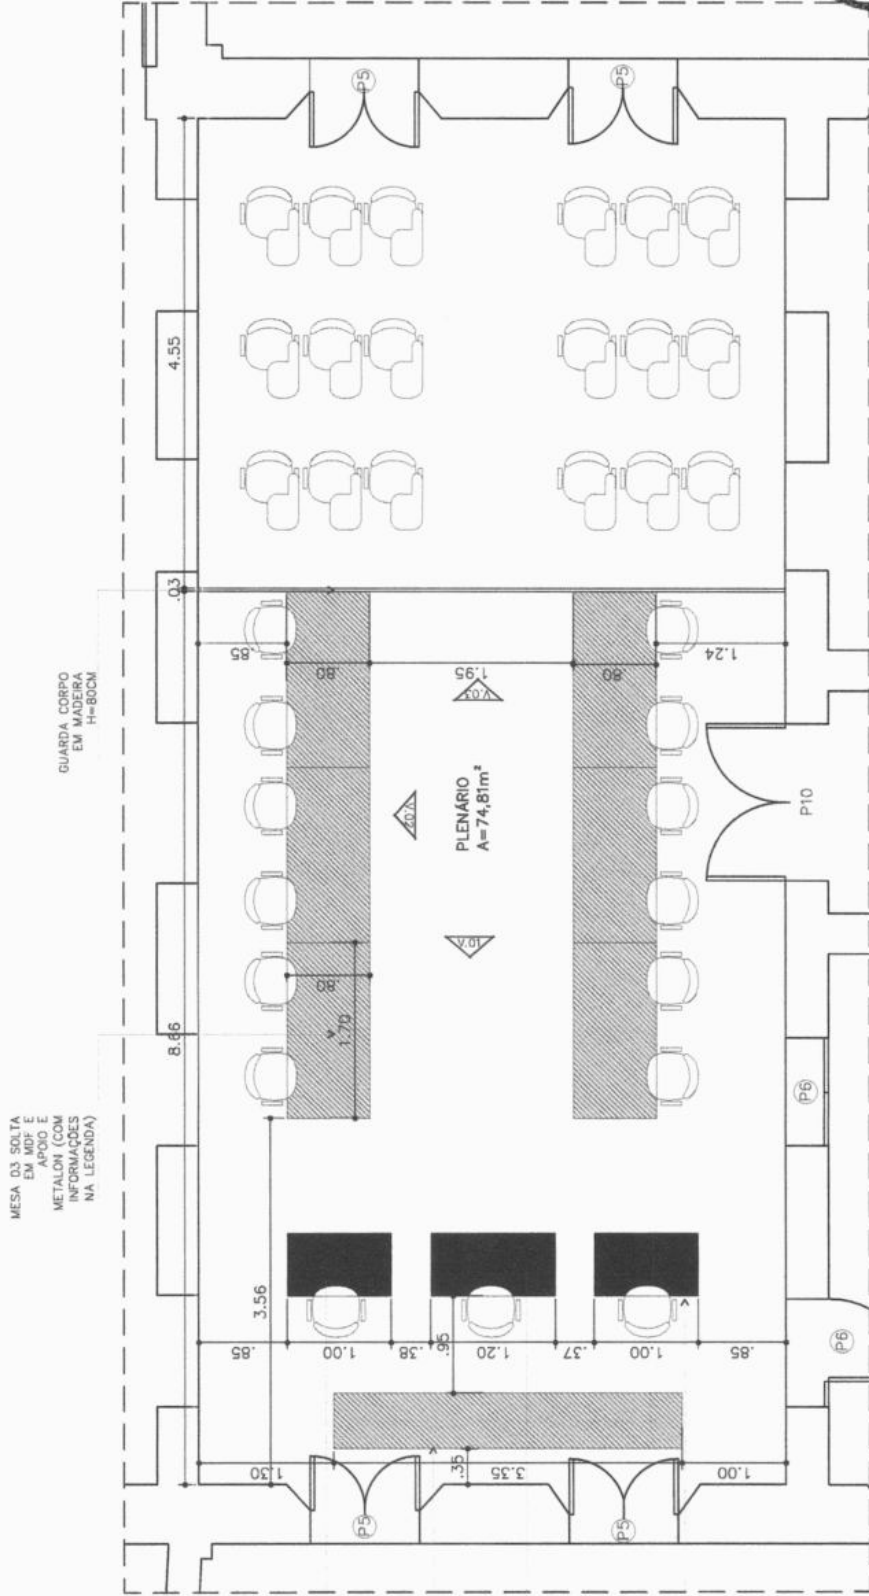 P5
P5
4.55
.03
GUARDA CORPO
EM MADEIRA
H=80CM
.85
.80
1.95
.80
1.24
V.03
V.02
PLENÁRIO
A=74,81m²
P10
V.01
.80
1.70
8.66
MESA 03 SOLTA
EM MDF E
APOIO E
METALON (COM
INFORMAÇÕES
NA LEGENDA)
P6
3.56
.85
1.00
.38
1.20
.37
1.00
.85
.95
P6
1.30
.35
3.35
1.00
P5
P5